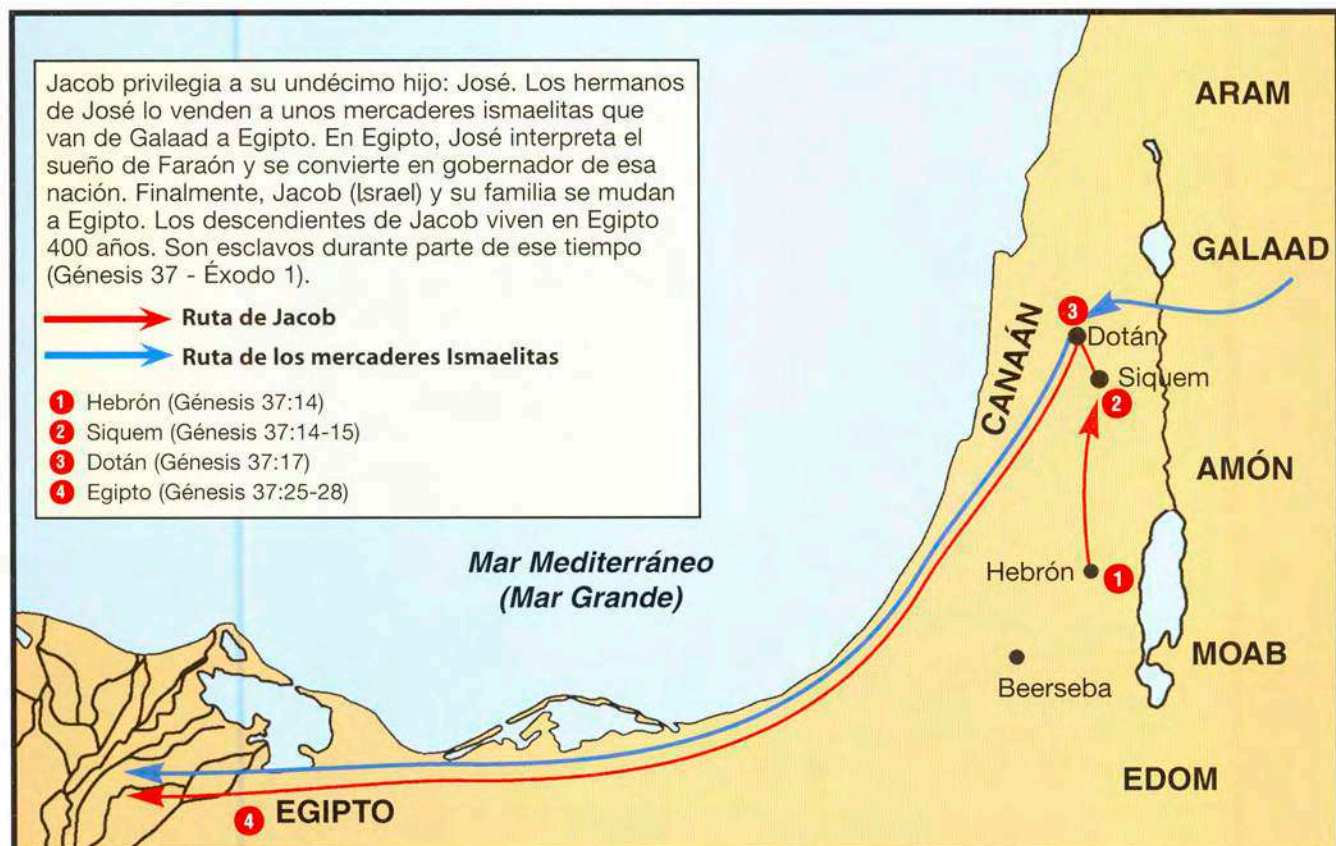 Jacob privilegia a su undécimo hijo: José. Los hermanos
de José lo venden a unos mercaderes ismaelitas que
van de Galaad a Egipto. En Egipto, José interpreta el
sueño de Faraón y se convierte en gobernador de esa
nación. Finalmente, Jacob (Israel) y su familia se mudan
a Egipto. Los descendientes de Jacob viven en Egipto
400 años. Son esclavos durante parte de ese tiempo
(Génesis 37 - Éxodo 1).
Ruta de Jacob
Ruta de los mercaderes Ismaelitas
1 Hebrón (Génesis 37:14)
2 Siquem (Génesis 37:14-15)
3 Dotán (Génesis 37:17)
4 Egipto (Génesis 37:25-28)
ARAM
GALAAD
3
Dotán
CANAÁN
Siquem
2
AMÓN
Mar Mediterráneo
(Mar Grande)
Hebrón
1
MOAB
Beerseba
EDOM
4 EGIPTO